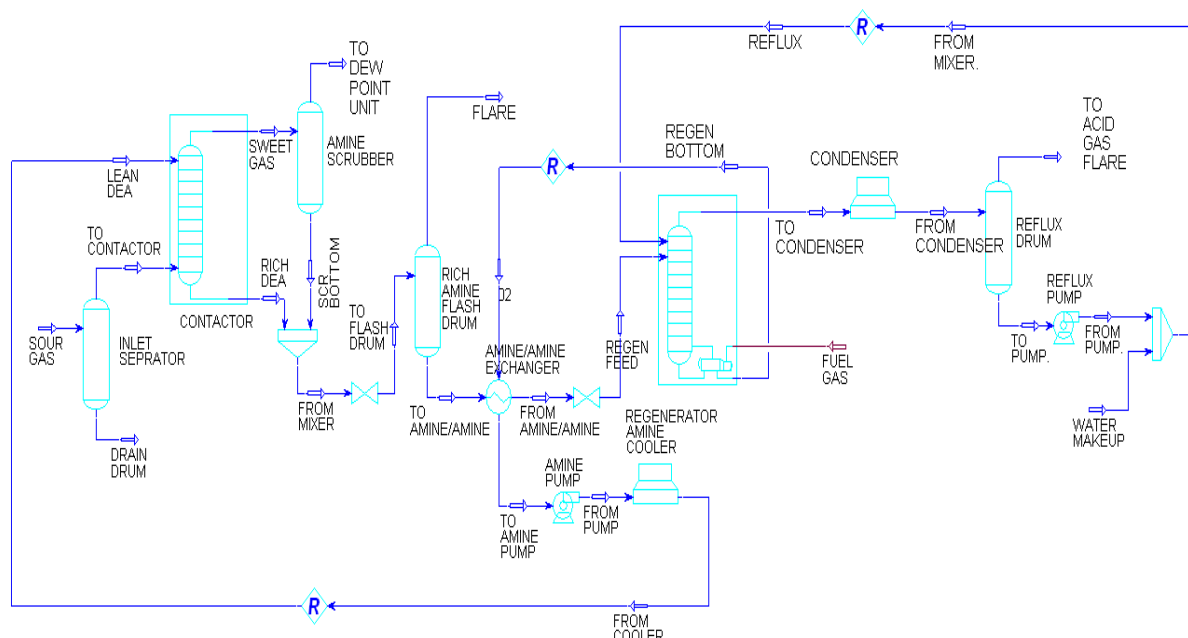 TO
DEW
POINT
UNIT
REFLUX
R
FROM
MIXER.
FLARE
TO
ACID
GAS
FLARE
SWEET
GAS
AMINE
SCRUBBER
LEAN
DEA
R
REGEN
BOTTOM
CONDENSER
TO
CONTACTOR
RICH
DEA
SCR
BOTTOM
TO
CONDENSER
FROM
CONDENSER
REFLUX
DRUM
CONTACTOR
TO
FLASH
DRUM
RICH
AMINE
FLASH
DRUM
02
REFLUX
PUMP
SOUR
GAS
INLET
SEPRATOR
AMINE/AMINE
EXCHANGER
REGEN
FEED
FUEL
GAS
TO
PUMP.
FROM
PUMP.
FROM
MIXER
TO
AMINE/AMINE
FROM
AMINE/AMINE
REGENERATOR
AMINE
COOLER
WATER
MAKEUP
DRAIN
DRUM
AMINE
PUMP
TO
AMINE
PUMP
FROM
PUMP
R
FROM
COOLER